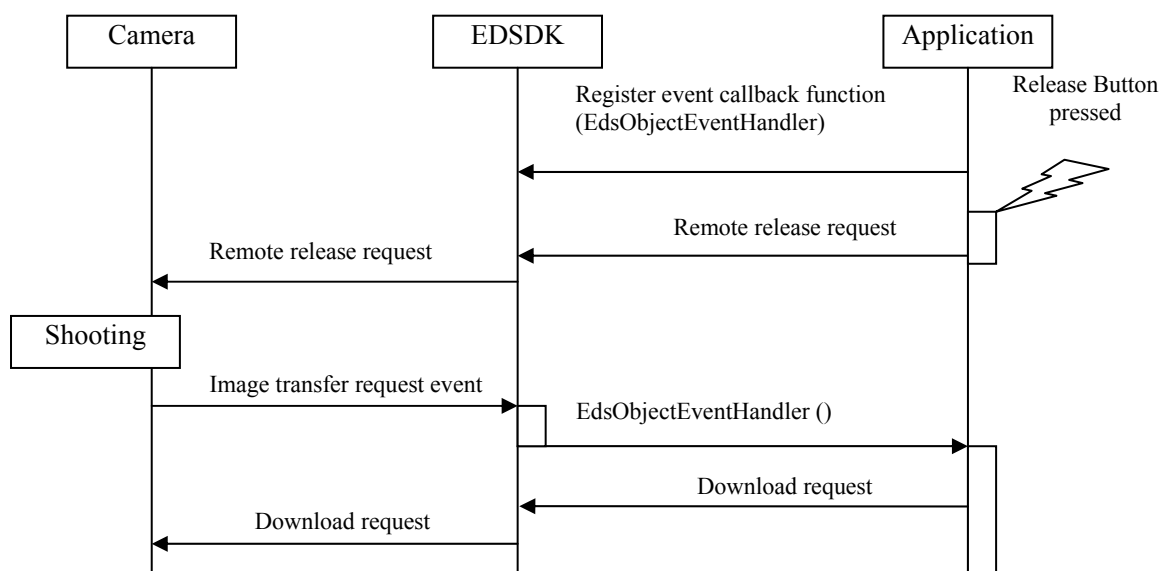 Camera
EDSDK
Application
Register event callback function
(EdsObjectEventHandler)
Release Button
pressed
Remote release request
Remote release request
Shooting
Image transfer request event
EdsObjectEventHandler ()
Download request
Download request